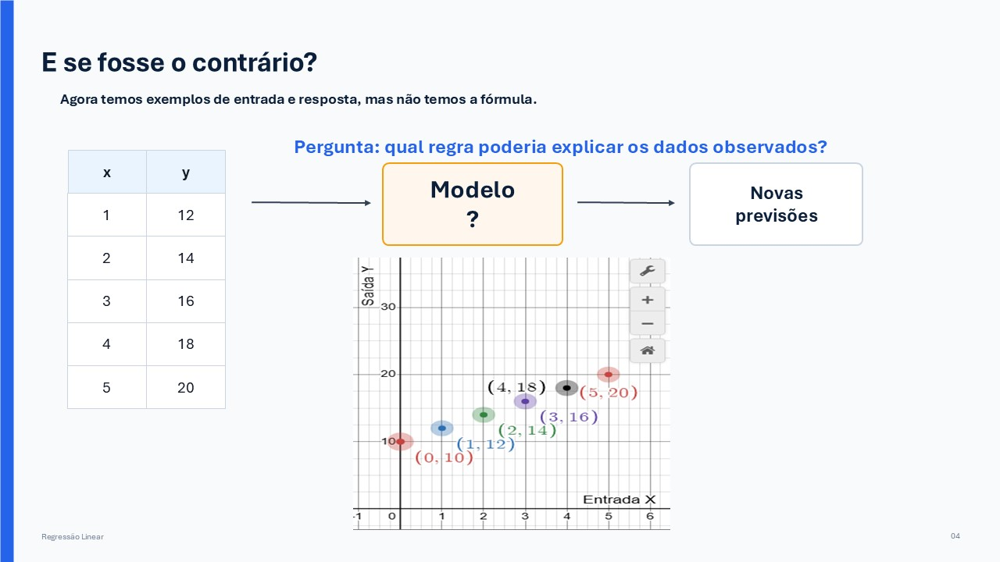 E se fosse o contrário?
Agora temos exemplos de entrada e resposta, mas não temos a fórmula.
Pergunta: qual regra poderia explicar os dados observados?
x y
1 12
2 14
3 16
4 18
5 20
Modelo
?
Novas
previsões
Saída Y
30
20
10
(4, 18)
(5, 20)
(3, 16)
(2, 14)
(1, 12)
(0, 10)
Entrada X
-1 0 1 2 3 4 5 6
+
−
Regressão Linear
04